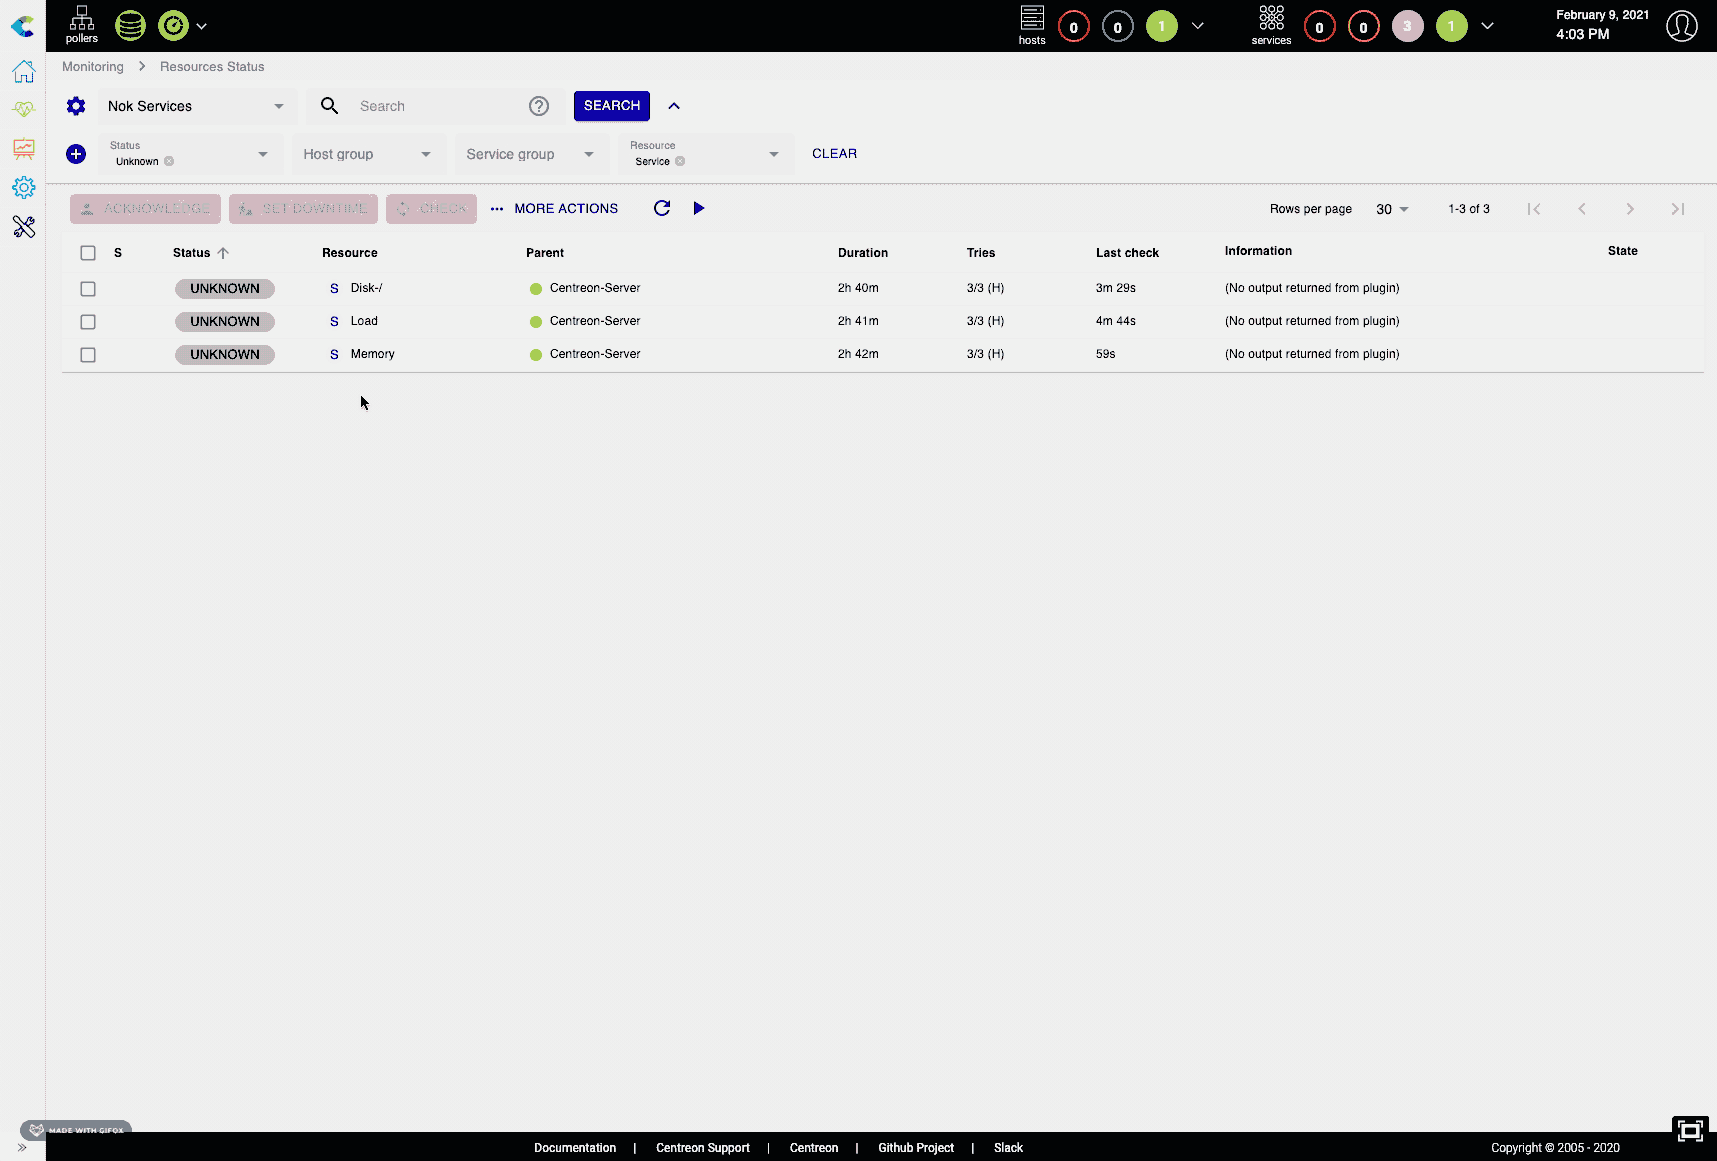 pollers
hosts 0 0 1
services 0 0 3 1
February 9, 2021
4:03 PM
Monitoring > Resources Status
Nok Services
Search
?
SEARCH
Status
Unknown
Host group
Service group
Resource
Service
CLEAR
ACKNOWLEDGE
SET DOWNTIME
CHECK
MORE ACTIONS
Rows per page 30 1-3 of 3
S Status Resource Parent Duration Tries Last check Information State
UNKNOWN S Disk-/ Centreon-Server 2h 40m 3/3 (H) 3m 29s (No output returned from plugin)
UNKNOWN S Load Centreon-Server 2h 41m 3/3 (H) 4m 44s (No output returned from plugin)
UNKNOWN S Memory Centreon-Server 2h 42m 3/3 (H) 59s (No output returned from plugin)
MADE WITH GIFOX
Documentation | Centreon Support | Centreon | Github Project | Slack
Copyright © 2005 - 2020